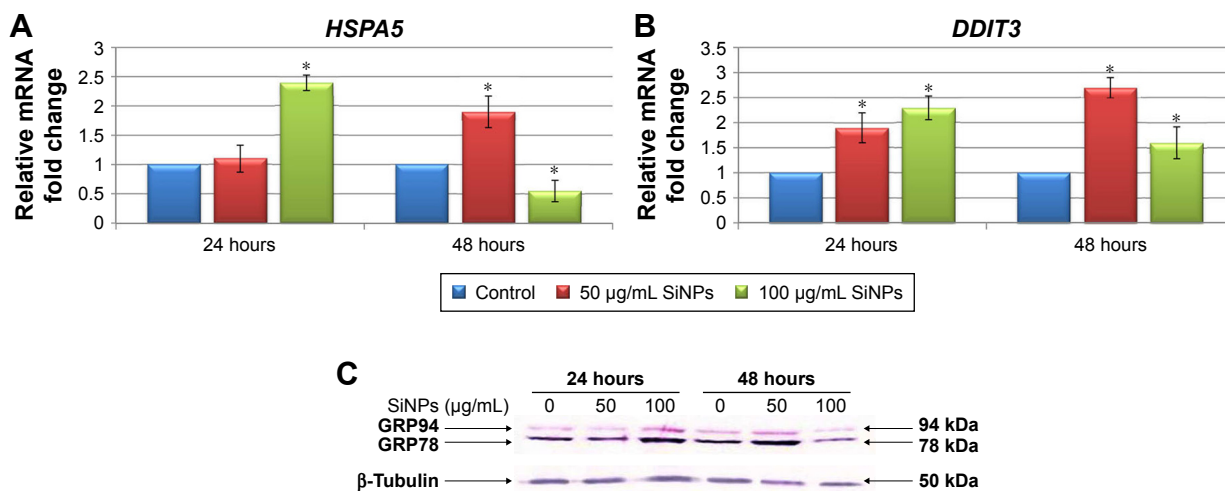 A
HSPA5
Relative mRNA
fold change
3
2.5
2
1.5
1
0.5
0
*
*
*
24 hours
48 hours
B
DDIT3
Relative mRNA
fold change
3.5
3
2.5
2
1.5
1
0.5
0
*
*
*
*
24 hours
48 hours
Control
50 µg/mL SiNPs
100 µg/mL SiNPs
C
24 hours
48 hours
SiNPs (µg/mL)
0
50
100
0
50
100
GRP94
94 kDa
GRP78
78 kDa
β-Tubulin
50 kDa